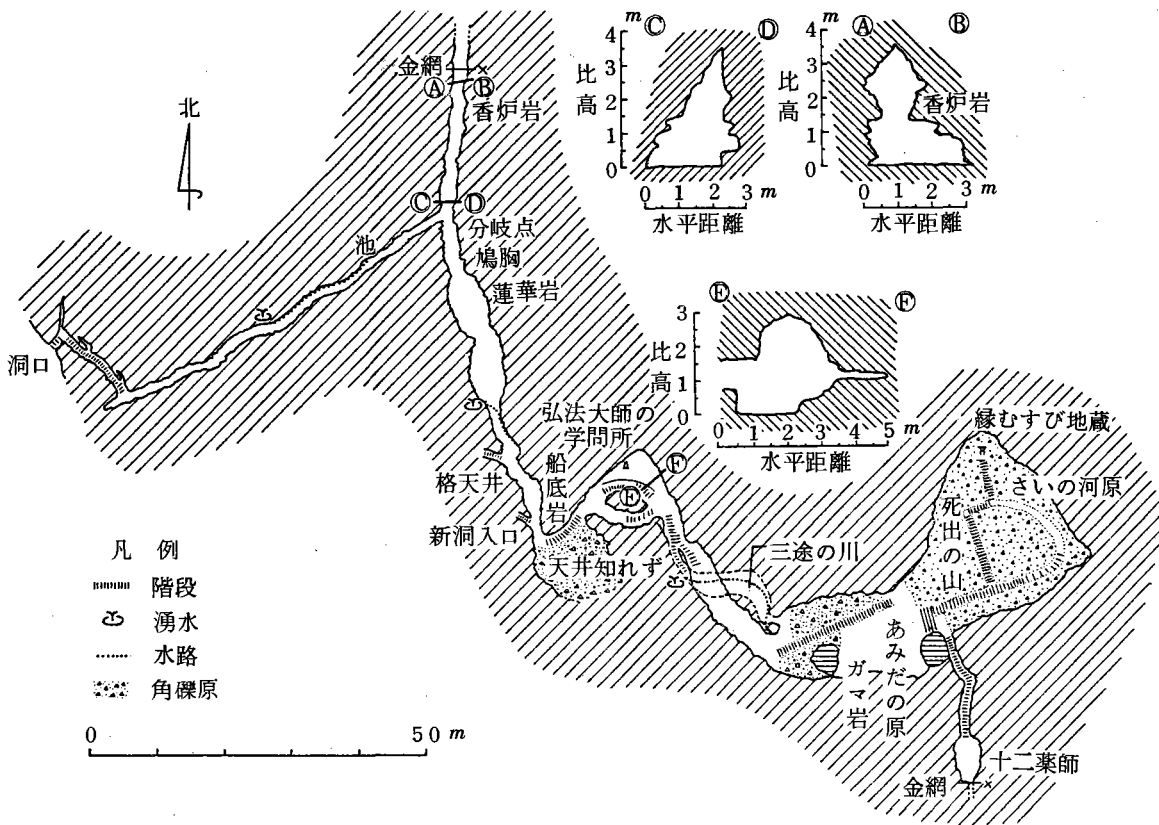 金網
Ⓐ Ⓑ
香炉岩
北
Ⓒ Ⓓ
分岐点
池
鳩胸
蓮華岩
洞口
格天井
新洞入口
船底岩
弘法大師の
学問所
Ⓕ
Ⓔ
天井知れず
三途の川
縁むすび地蔵
さいの河原
死出の山
あみだの原
ガマ岩
十二薬師
金網
m Ⓒ Ⓓ
4
3
2
1
0
比高
0 1 2 3 m
水平距離
m Ⓐ Ⓑ
4
3
2
1
0
比高
香炉岩
0 1 2 3 m
水平距離
Ⓔ Ⓕ
3
2
1
0
比高
0 1 2 3 4 5 m
水平距離
凡例
階段
湧水
水路
角礫原
0 50 m